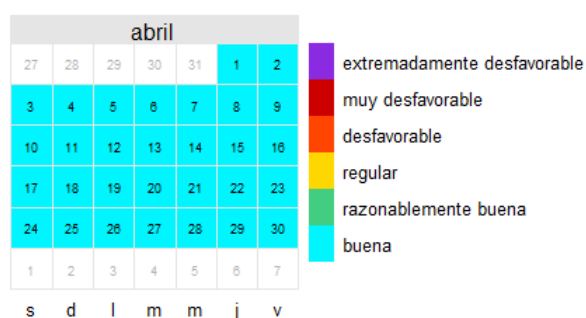 abril
27 28 29 30 31 1 2
3 4 5 6 7 8 9
10 11 12 13 14 15 16
17 18 19 20 21 22 23
24 25 26 27 28 29 30
1 2 3 4 5 6 7
s d l m m j v
extremadamente desfavorable
muy desfavorable
desfavorable
regular
razonablemente buena
buena